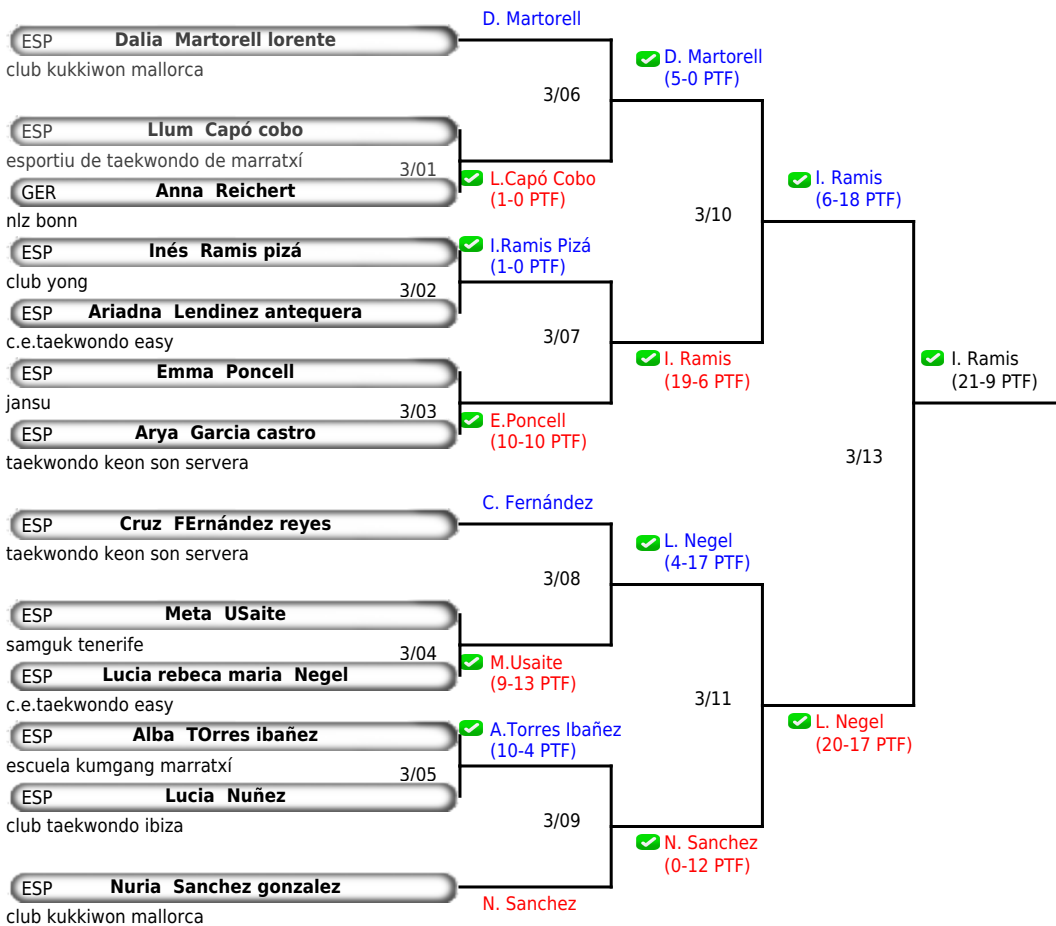 D. Martorell
ESP Dalia Martorell lorente
club kukkiwon mallorca
D. Martorell
(5-0 PTF)
3/06
ESP Llum Capó cobo
esportiu de taekwondo de marratxí
3/01
GER Anna Reichert
nlz bonn
L.Capó Cobo
(1-0 PTF)
I. Ramis
(6-18 PTF)
3/10
ESP Inés Ramis pizá
club yong
I.Ramis Pizá
(1-0 PTF)
3/02
ESP Ariadna Lendinez antequera
c.e.taekwondo easy
3/07
ESP Emma Poncell
jansu
I. Ramis
(19-6 PTF)
I. Ramis
(21-9 PTF)
3/03
ESP Arya Garcia castro
taekwondo keon son servera
E.Poncell
(10-10 PTF)
3/13
C. Fernández
ESP Cruz FErnández reyes
taekwondo keon son servera
L. Negel
(4-17 PTF)
3/08
ESP Meta USaite
samguk tenerife
3/04
ESP Lucia rebeca maria Negel
c.e.taekwondo easy
M.Usaite
(9-13 PTF)
3/11
ESP Alba TOrres ibañez
escuela kumgang marratxí
A.Torres Ibañez
(10-4 PTF)
L. Negel
(20-17 PTF)
3/05
ESP Lucia Nuñez
club taekwondo ibiza
3/09
N. Sanchez
(0-12 PTF)
ESP Nuria Sanchez gonzalez
club kukkiwon mallorca
N. Sanchez